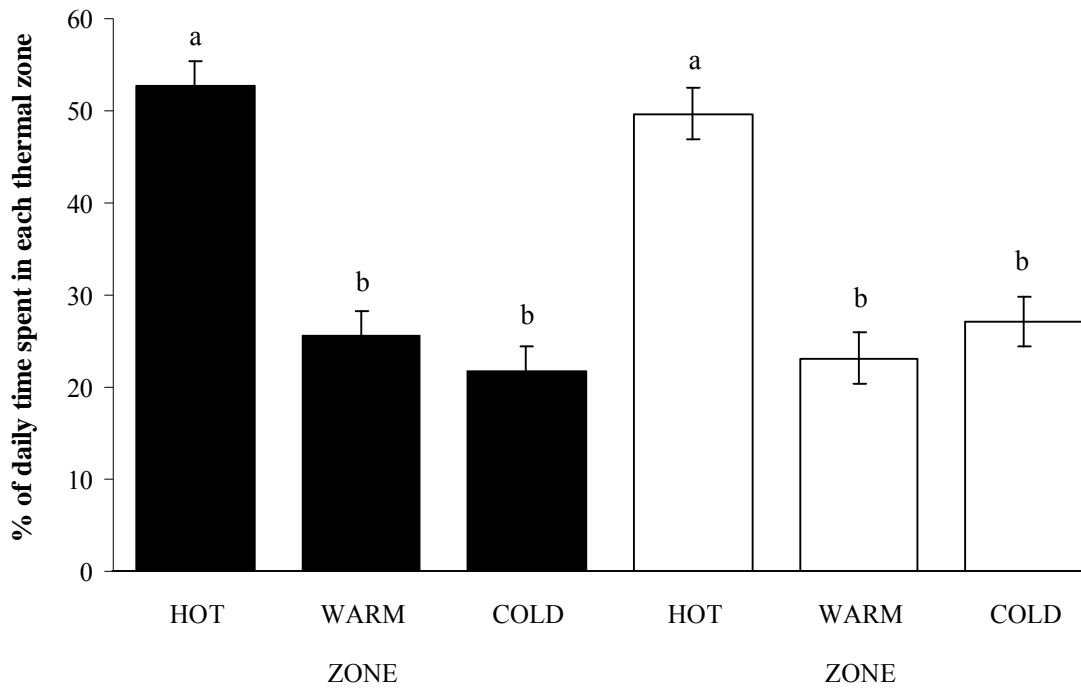 % of daily time spent in each thermal zone
60
50
40
30
20
10
0
a
b
b
a
b
b
HOT WARM COLD HOT WARM COLD
ZONE ZONE